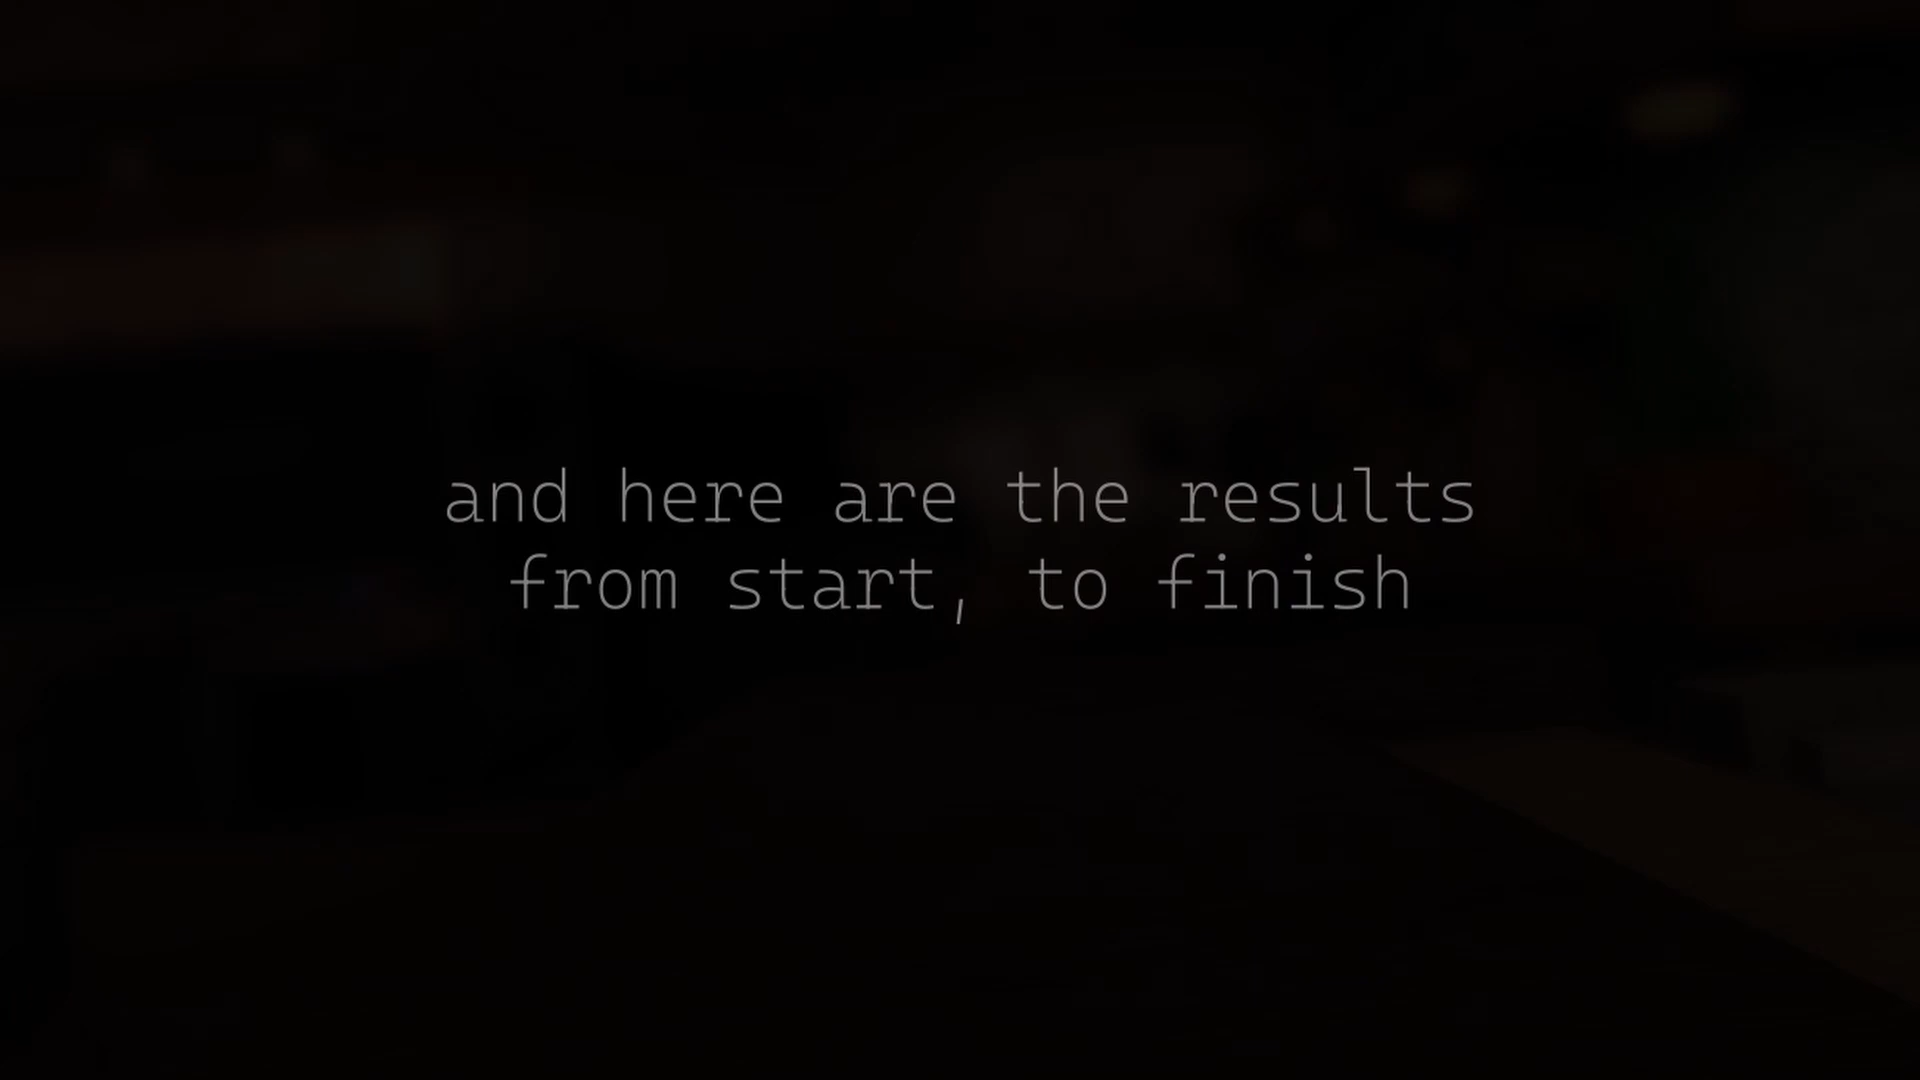 and here are the results
from start, to finish